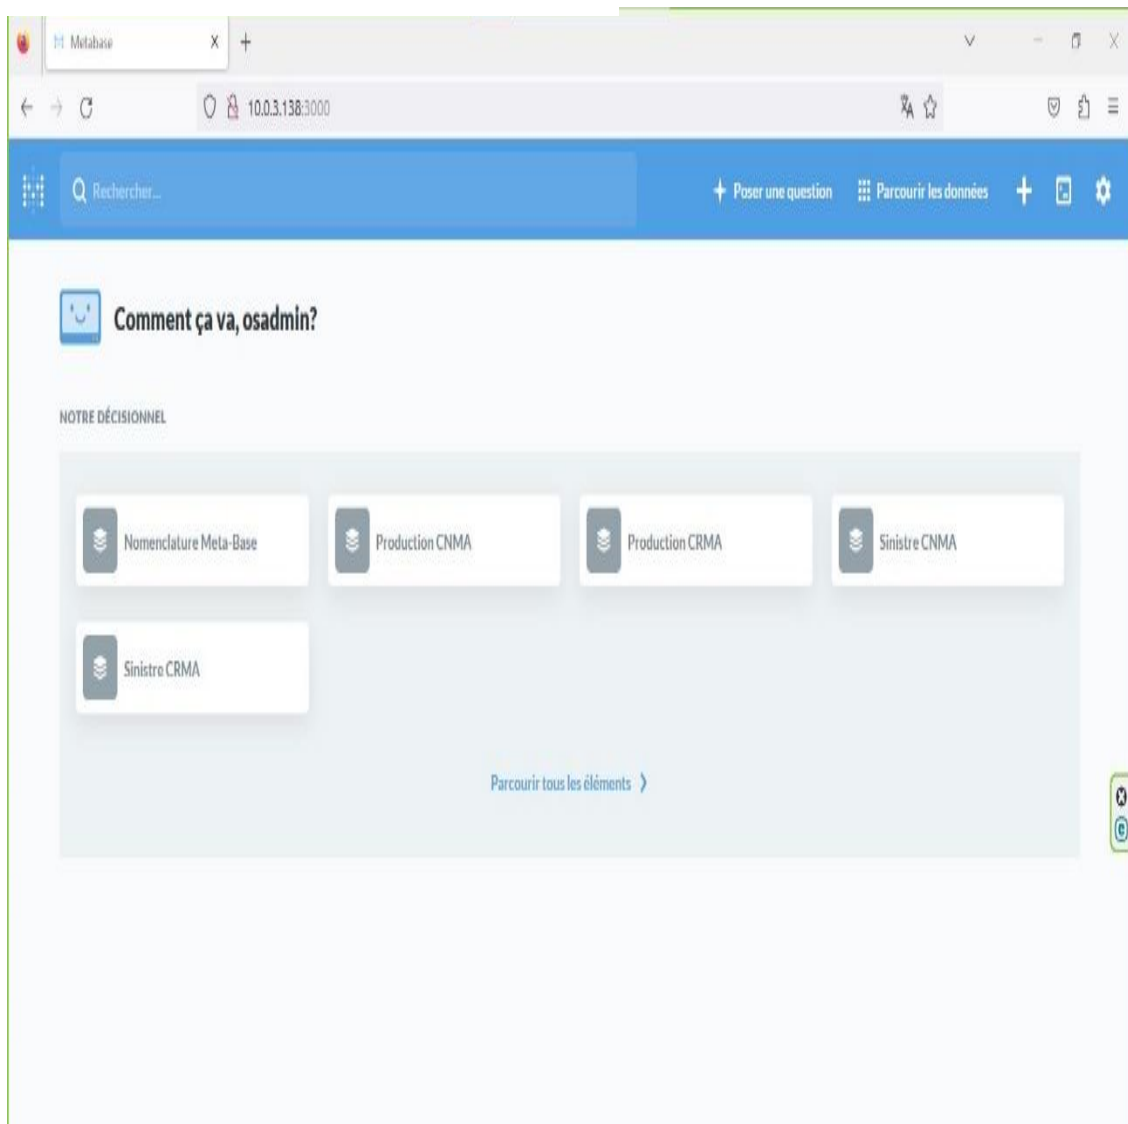 Metabase
10.0.3.138:3000
Rechercher...
Poser une question
Parcourir les données
Comment ça va, osadmin?
NOTRE DÉCISIONNEL
Nomenclature Meta-Base
Production CNMA
Production CRMA
Sinistre CNMA
Sinistre CRMA
Parcourir tous les éléments